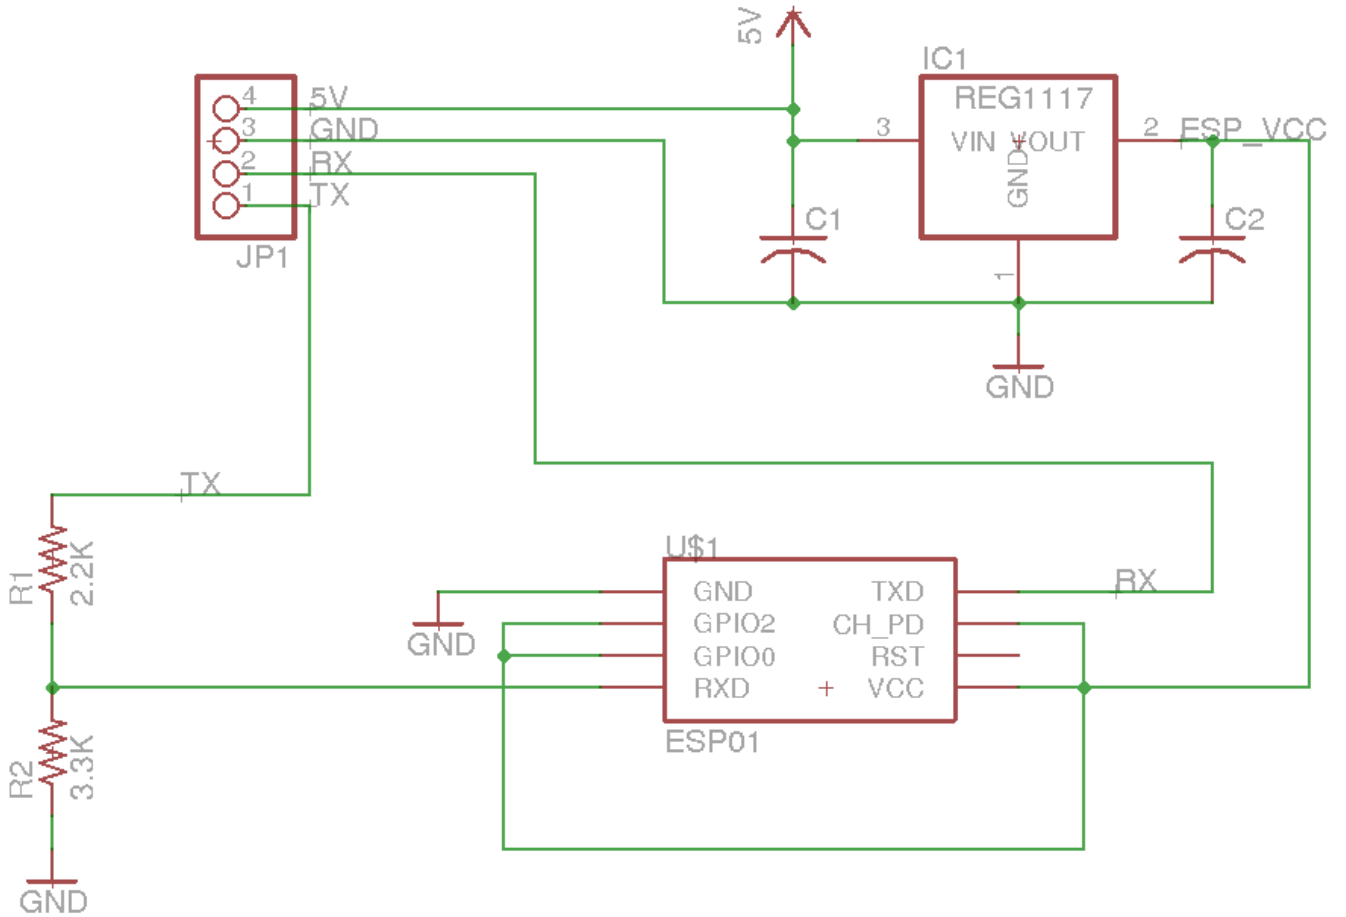 5V
IC1
REG1117
4 5V
3 GND
2 RX
1 TX
JP1
3 VIN VOUT 2 ESP_VCC
GND
1
C1
C2
GND
TX
R1 2.2K
R2 3.3K
GND
U$1
GND TXD RX
GPIO2 CH_PD
GPIO0 RST
RXD VCC
GND
ESP01